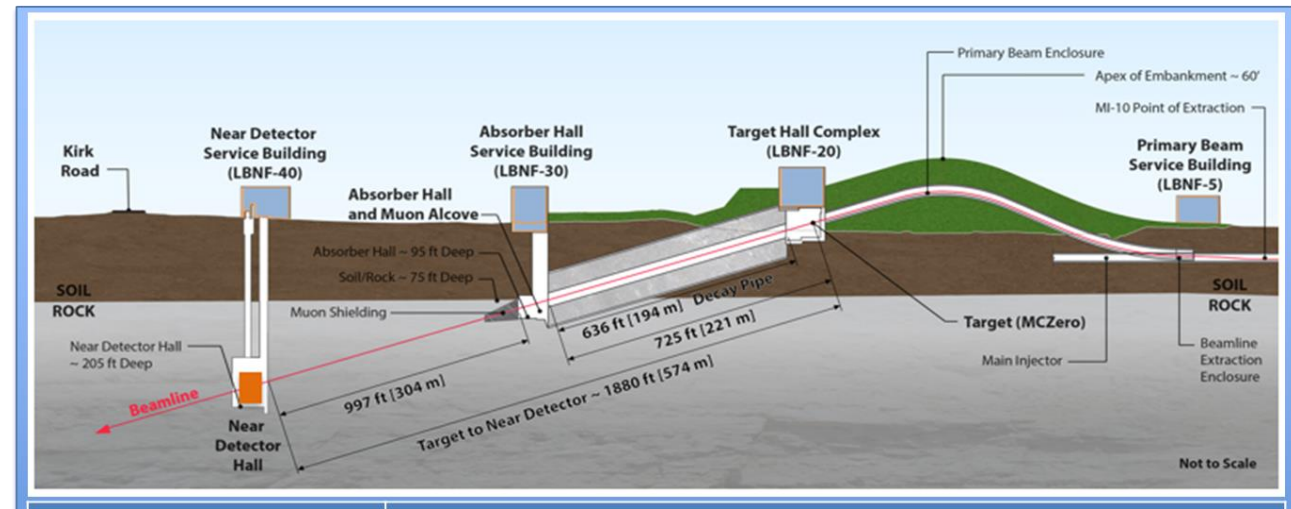 Primary Beam Enclosure
Apex of Embankment ~ 60'
MI-10 Point of Extraction
Kirk
Road
Near Detector
Service Building
(LBNF-40)
Absorber Hall
Service Building
(LBNF-30)
Target Hall Complex
(LBNF-20)
Primary Beam
Service Building
(LBNF-5)
Absorber Hall
and Muon Alcove
Absorber Hall ~ 95 ft Deep
Soil/Rock ~ 75 ft Deep
Muon Shielding
SOIL
ROCK
SOIL
ROCK
636 ft [194 m] Decay Pipe
725 ft [221 m]
Target (MCZero)
Main Injector
Beamline
Extraction
Enclosure
Near Detector Hall
~ 205 ft Deep
997 ft [304 m]
Target to Near Detector ~ 1880 ft [574 m]
Beamline
Near
Detector
Hall
Not to Scale